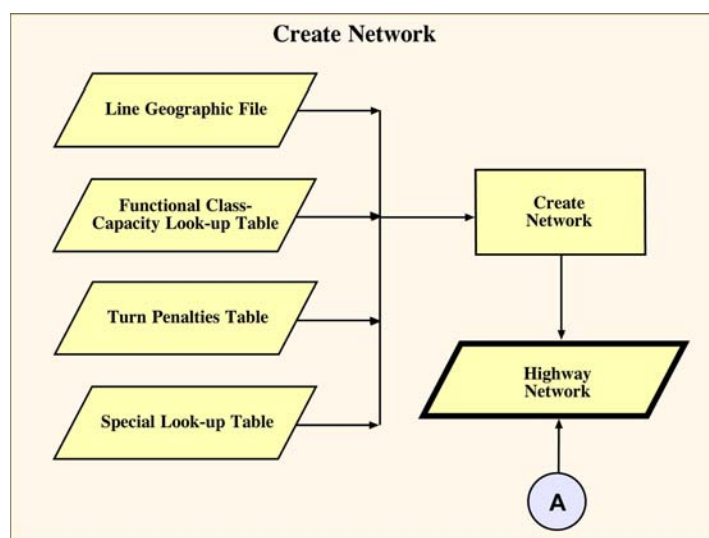 Create Network
Line Geographic File
Functional Class-
Capacity Look-up Table
Create
Network
Turn Penalties Table
Highway
Network
Special Look-up Table
A